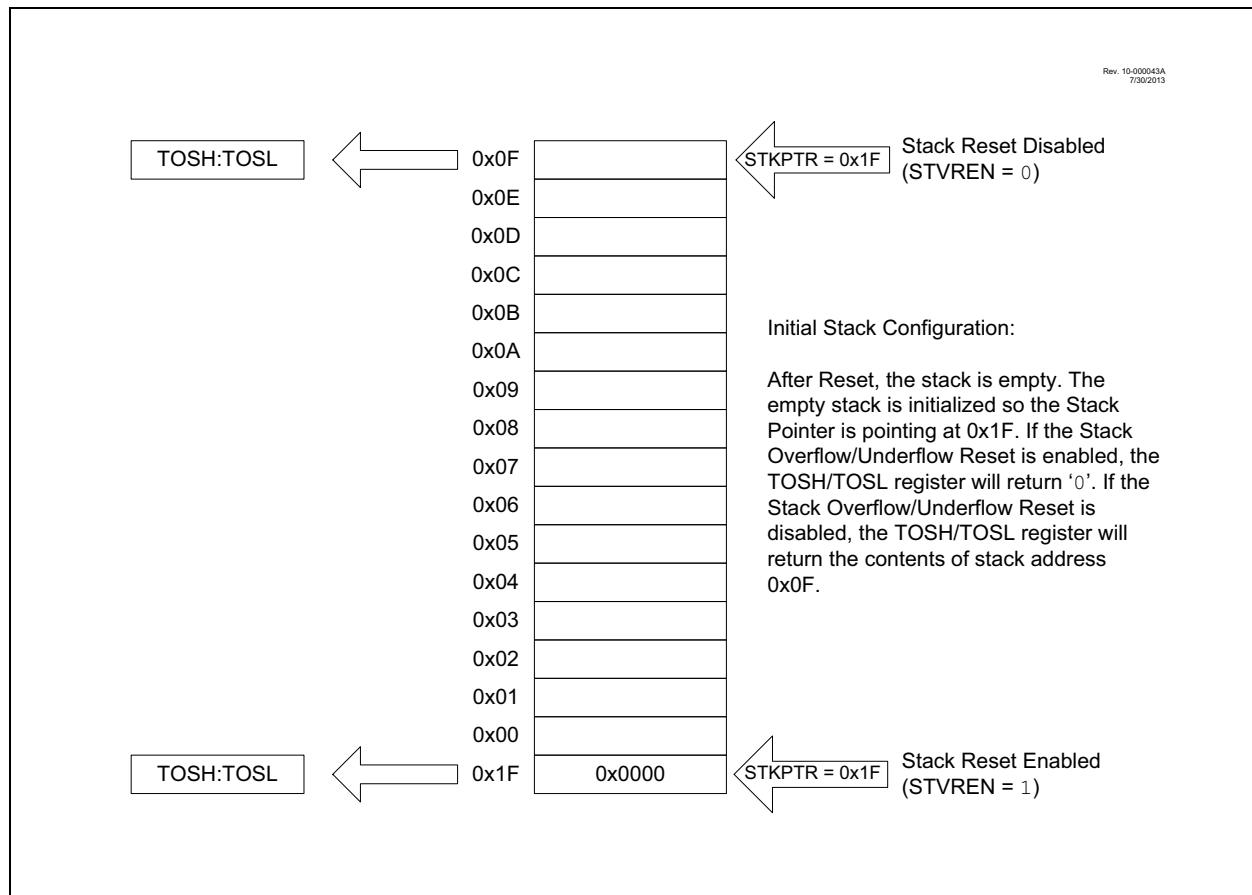 Rev. 10-000043A
7/30/2013
TOSH:TOSL
0x0F
STKPTR = 0x1F
Stack Reset Disabled
(STVREN = 0)
0x0E
0x0D
0x0C
0x0B
0x0A
0x09
0x08
0x07
0x06
0x05
0x04
0x03
0x02
0x01
0x00
Initial Stack Configuration:
After Reset, the stack is empty. The
empty stack is initialized so the Stack
Pointer is pointing at 0x1F. If the Stack
Overflow/Underflow Reset is enabled, the
TOSH/TOSL register will return ‘0’. If the
Stack Overflow/Underflow Reset is
disabled, the TOSH/TOSL register will
return the contents of stack address
0x0F.
TOSH:TOSL
0x1F
0x0000
STKPTR = 0x1F
Stack Reset Enabled
(STVREN = 1)